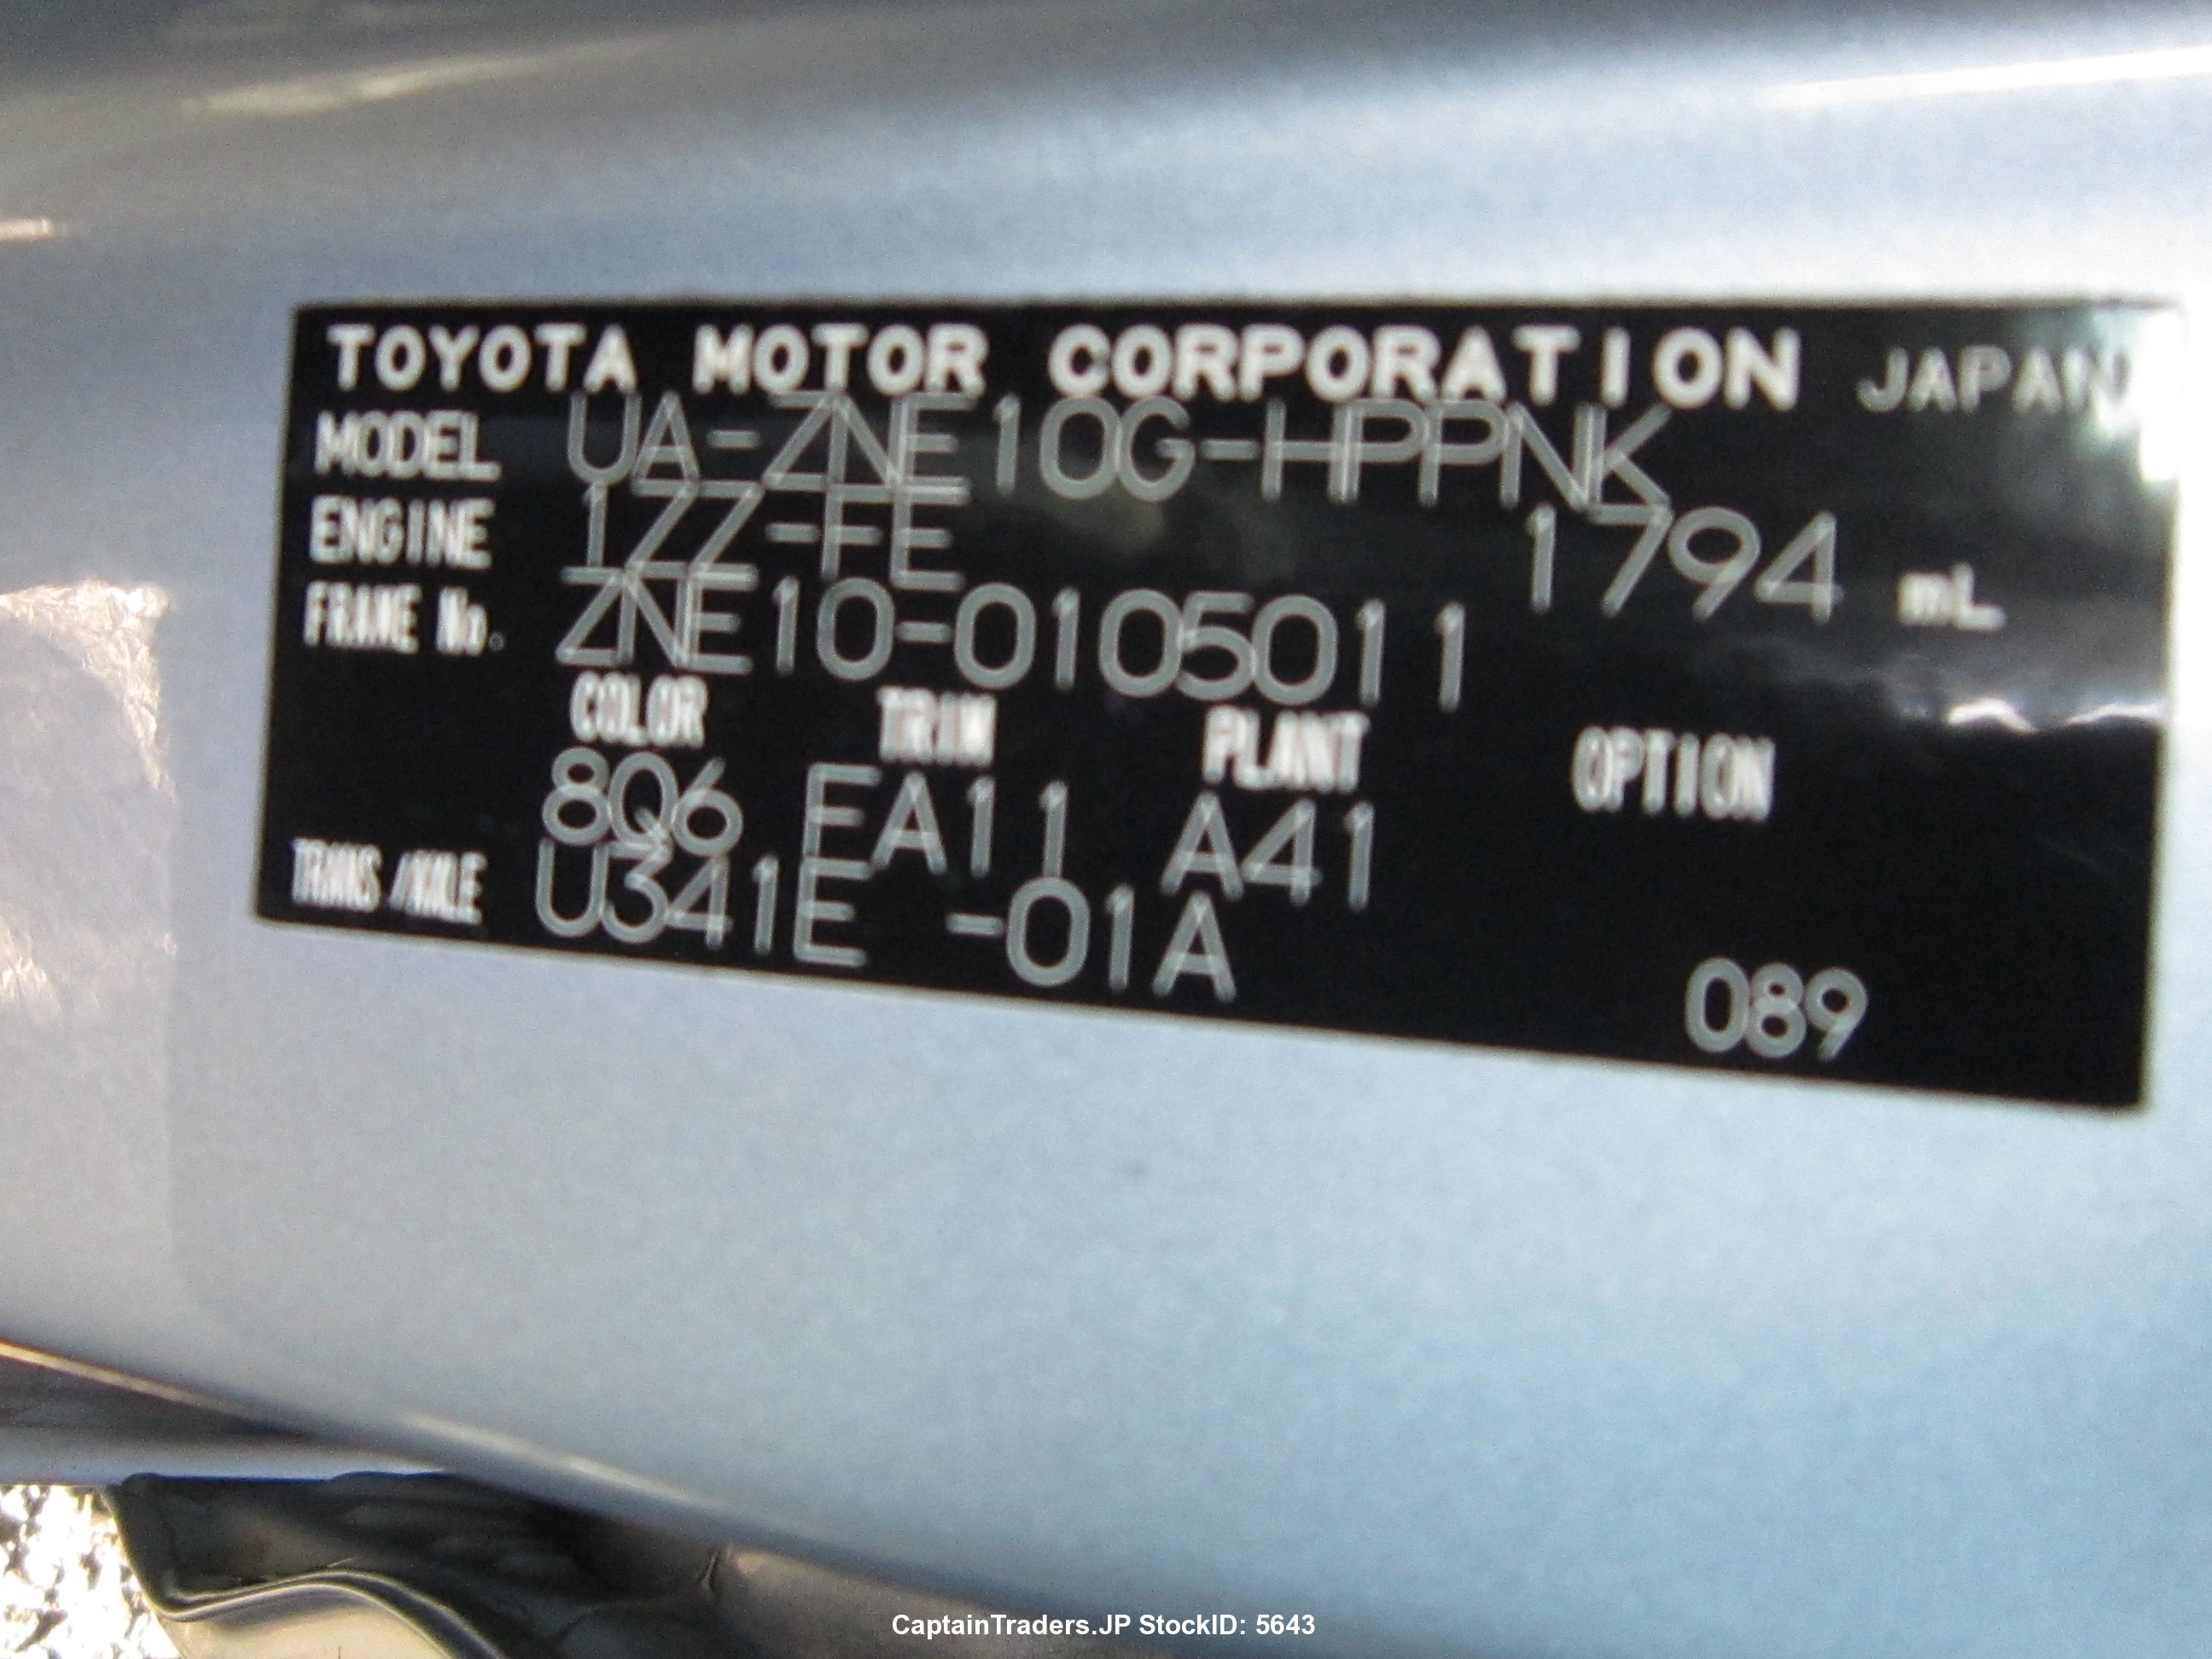 TOYOTA MOTOR CORPORATION JAPAN
MODEL UA-ZNE10G-HPPNK
ENGINE 1ZZ-FE 1794 mL
FRAME No. ZNE10-0105011
COLOR TRIM PLANT OPTION
8Q6 FA11 A41
TRANS/AXLE U341E -01A
089
CaptainTraders.JP StockID: 5643